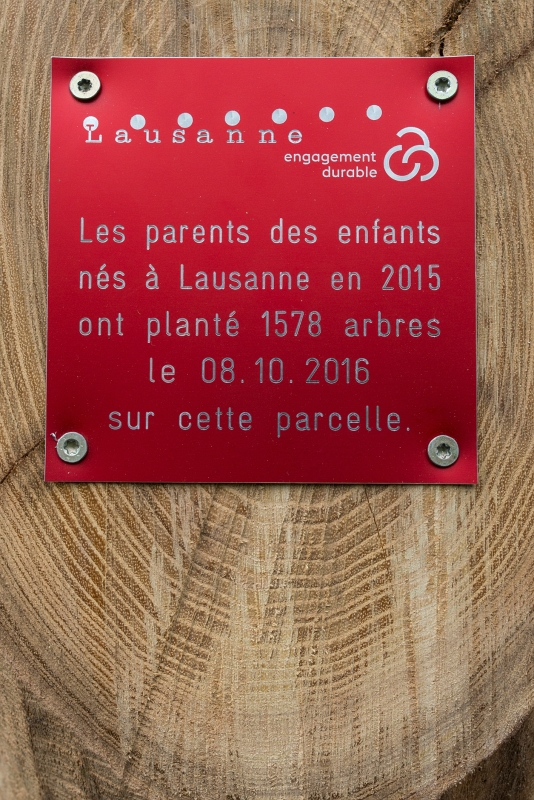 Lausanne
engagement
durable
Les parents des enfants
nés à Lausanne en 2015
ont planté 1578 arbres
le 08.10.2016
sur cette parcelle.